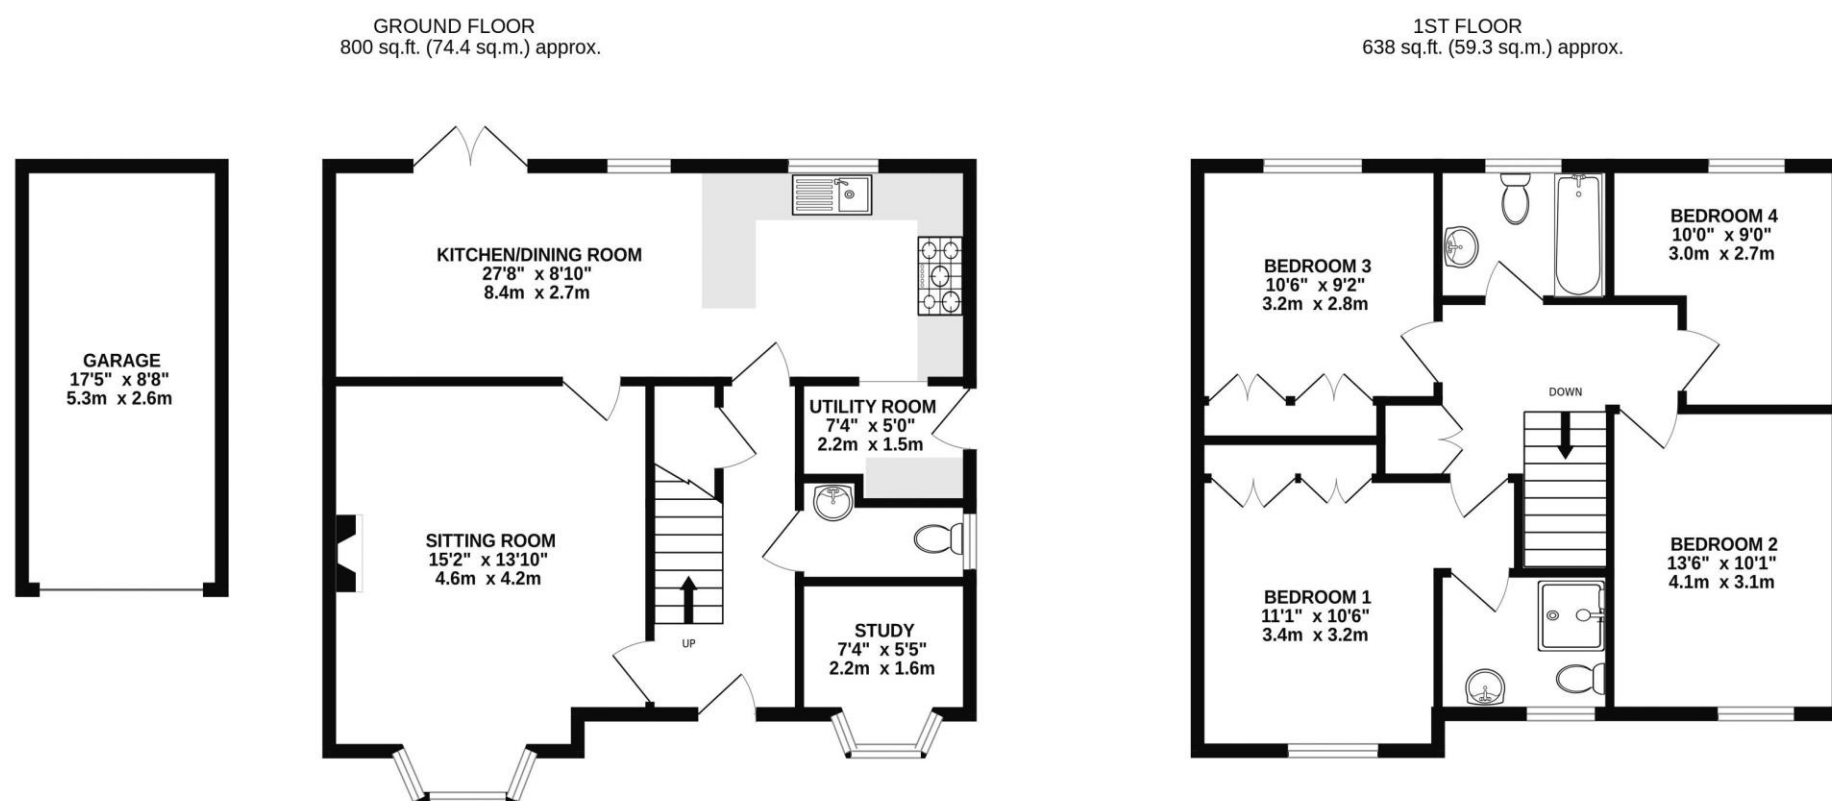 GROUND FLOOR
800 sq.ft. (74.4 sq.m.) approx.
1ST FLOOR
638 sq.ft. (59.3 sq.m.) approx.
GARAGE
17'5" x 8'8"
5.3m x 2.6m
KITCHEN/DINING ROOM
27'8" x 8'10"
8.4m x 2.7m
UTILITY ROOM
7'4" x 5'0"
2.2m x 1.5m
SITTING ROOM
15'2" x 13'10"
4.6m x 4.2m
UP
STUDY
7'4" x 5'5"
2.2m x 1.6m
BEDROOM 3
10'6" x 9'2"
3.2m x 2.8m
BEDROOM 4
10'0" x 9'0"
3.0m x 2.7m
DOWN
BEDROOM 1
11'1" x 10'6"
3.4m x 3.2m
BEDROOM 2
13'6" x 10'1"
4.1m x 3.1m